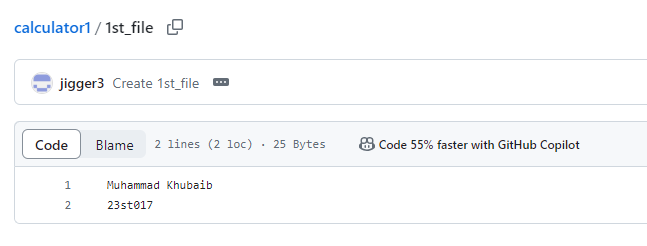 calculator1 / 1st_file
jigger3 Create 1st_file
Code Blame 2 lines (2 loc) · 25 Bytes Code 55% faster with GitHub Copilot
1 Muhammad Khubaib
2 23st017